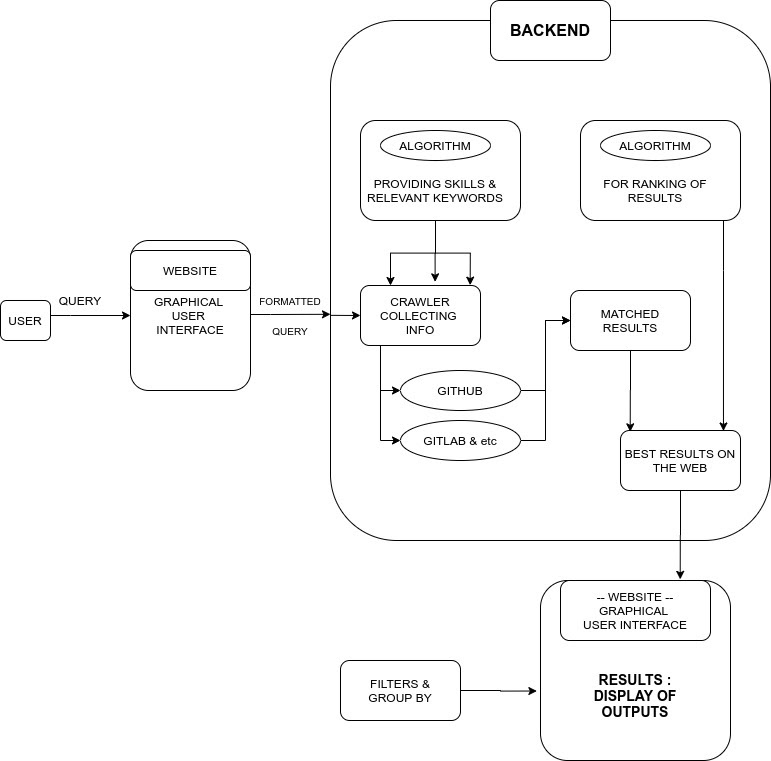 BACKEND
ALGORITHM
PROVIDING SKILLS &
RELEVANT KEYWORDS
ALGORITHM
FOR RANKING OF
RESULTS
USER
QUERY
WEBSITE
GRAPHICAL
USER
INTERFACE
FORMATTED
QUERY
CRAWLER
COLLECTING
INFO
GITHUB
GITLAB & etc
MATCHED
RESULTS
BEST RESULTS ON
THE WEB
-- WEBSITE --
GRAPHICAL
USER INTERFACE
RESULTS :
DISPLAY OF
OUTPUTS
FILTERS &
GROUP BY